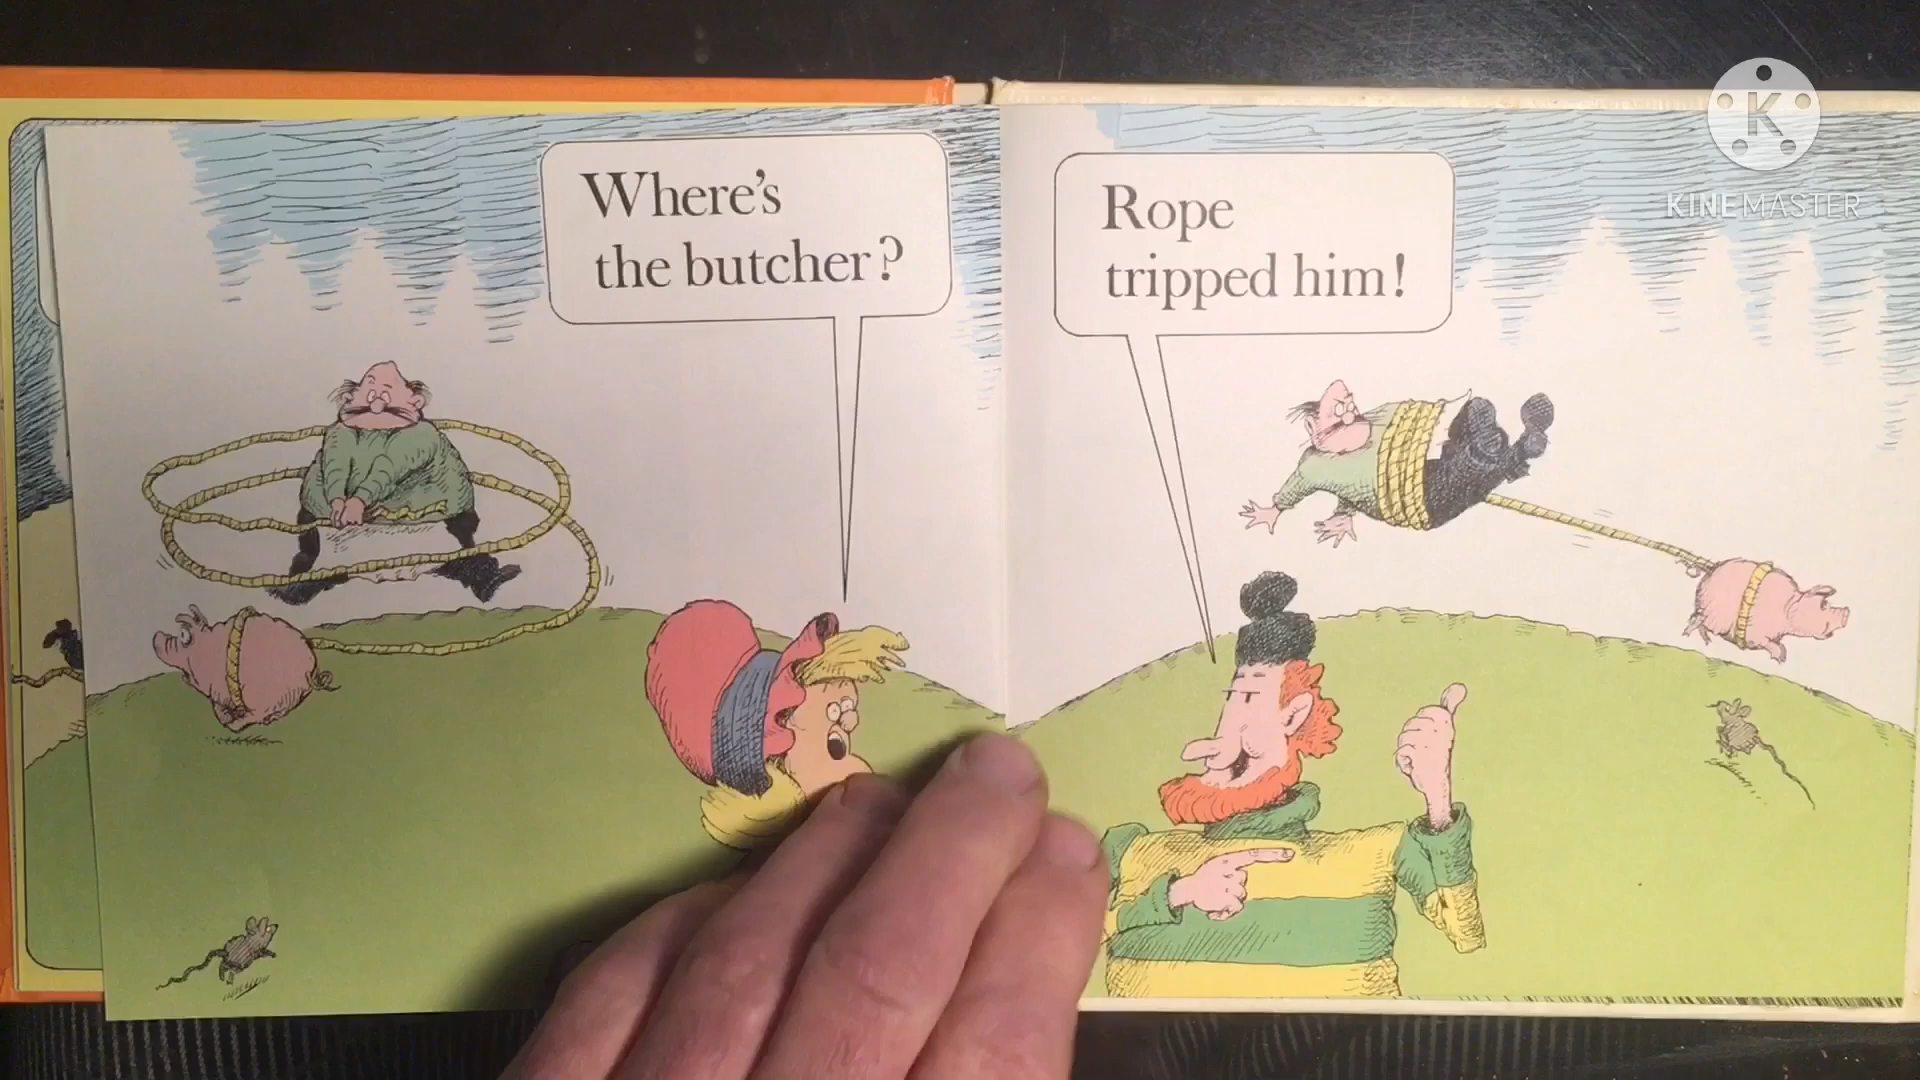 Where's
the butcher?
Rope
tripped him!
K
KINEMASTER